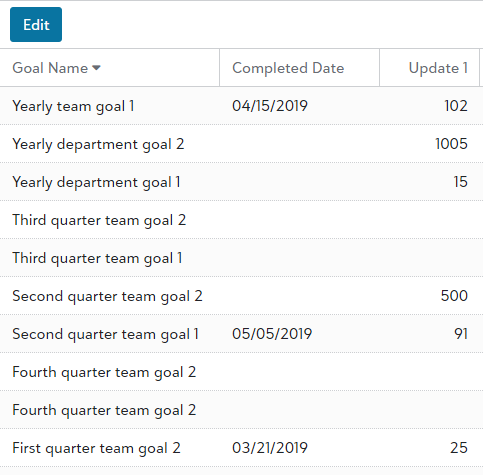 Edit
Goal Name Completed Date Update 1
Yearly team goal 1 04/15/2019 102
Yearly department goal 2 1005
Yearly department goal 1 15
Third quarter team goal 2
Third quarter team goal 1
Second quarter team goal 2 500
Second quarter team goal 1 05/05/2019 91
Fourth quarter team goal 2
Fourth quarter team goal 2
First quarter team goal 2 03/21/2019 25